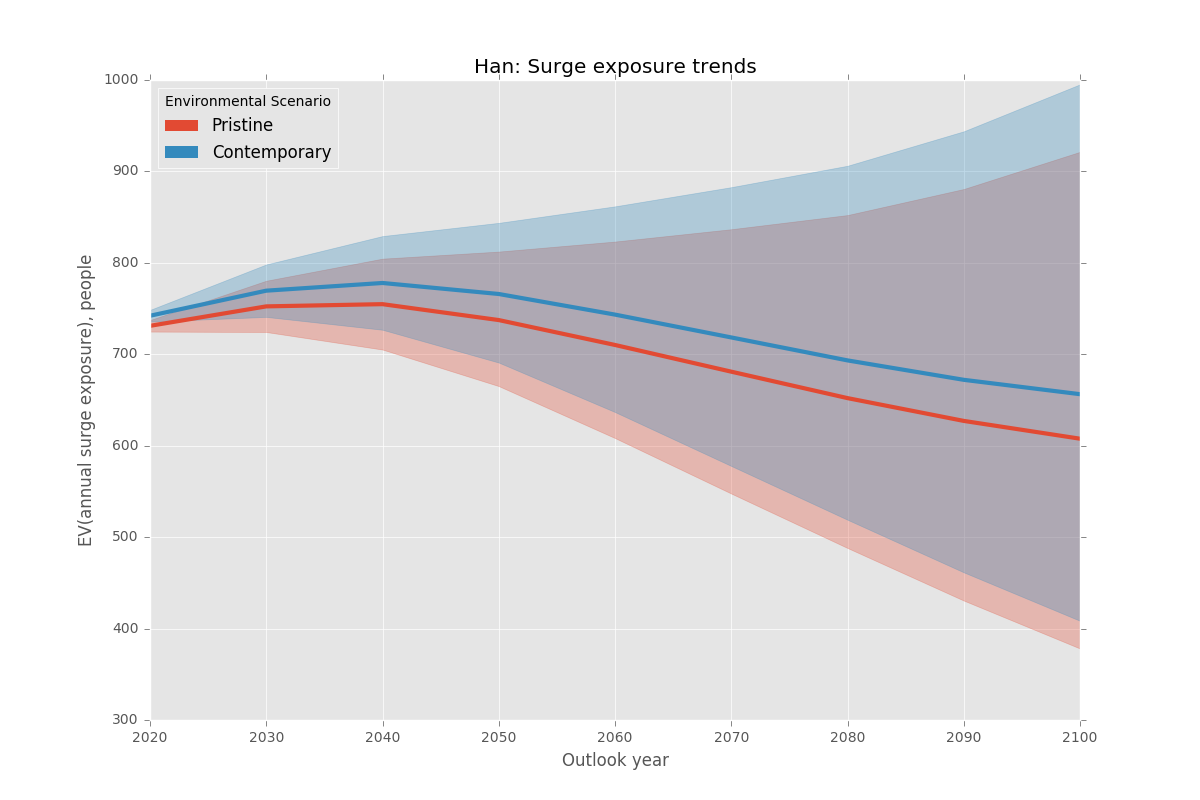 Han: Surge exposure trends
1000
900
800
700
600
500
400
300
EV(annual surge exposure), people
Environmental Scenario
Pristine
Contemporary
2020 2030 2040 2050 2060 2070 2080 2090 2100
Outlook year